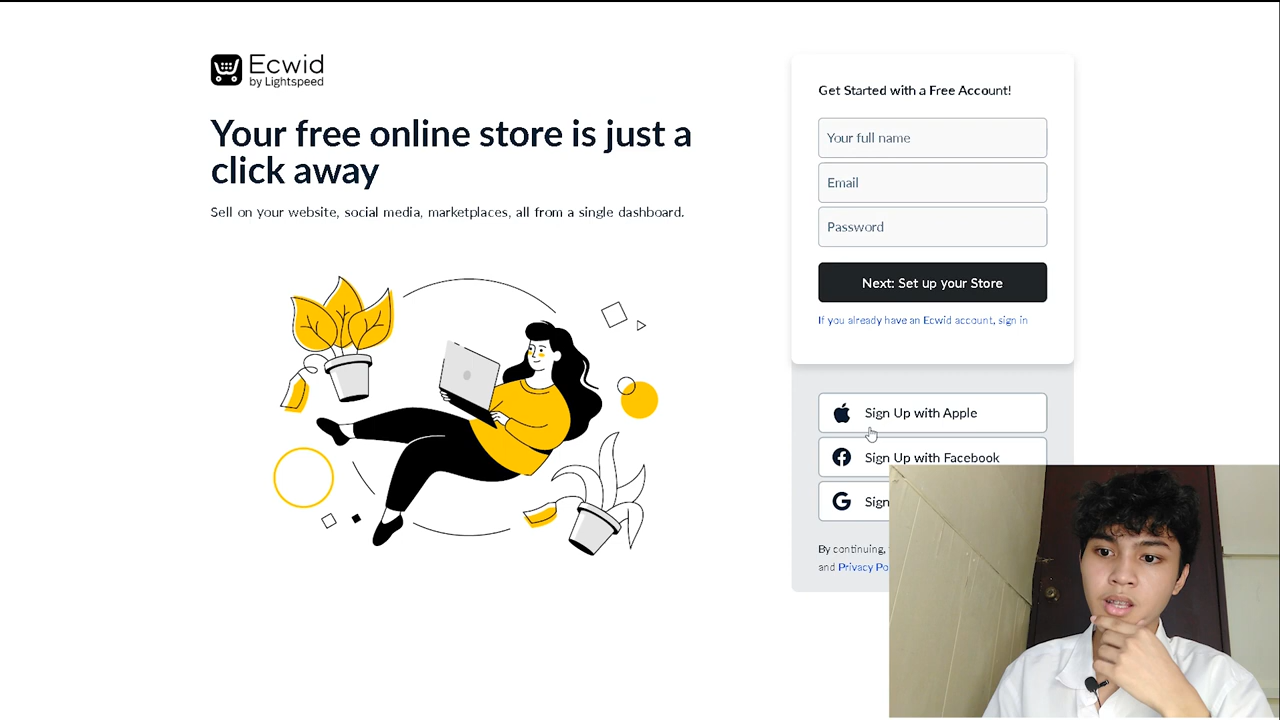 Ecwid
by Lightspeed
Your free online store is just a
click away
Sell on your website, social media, marketplaces, all from a single dashboard.
Get Started with a Free Account!
Your full name
Email
Password
Next: Set up your Store
If you already have an Ecwid account, sign in
Sign Up with Apple
Sign Up with Facebook
Sign
By continuing,
and Privacy